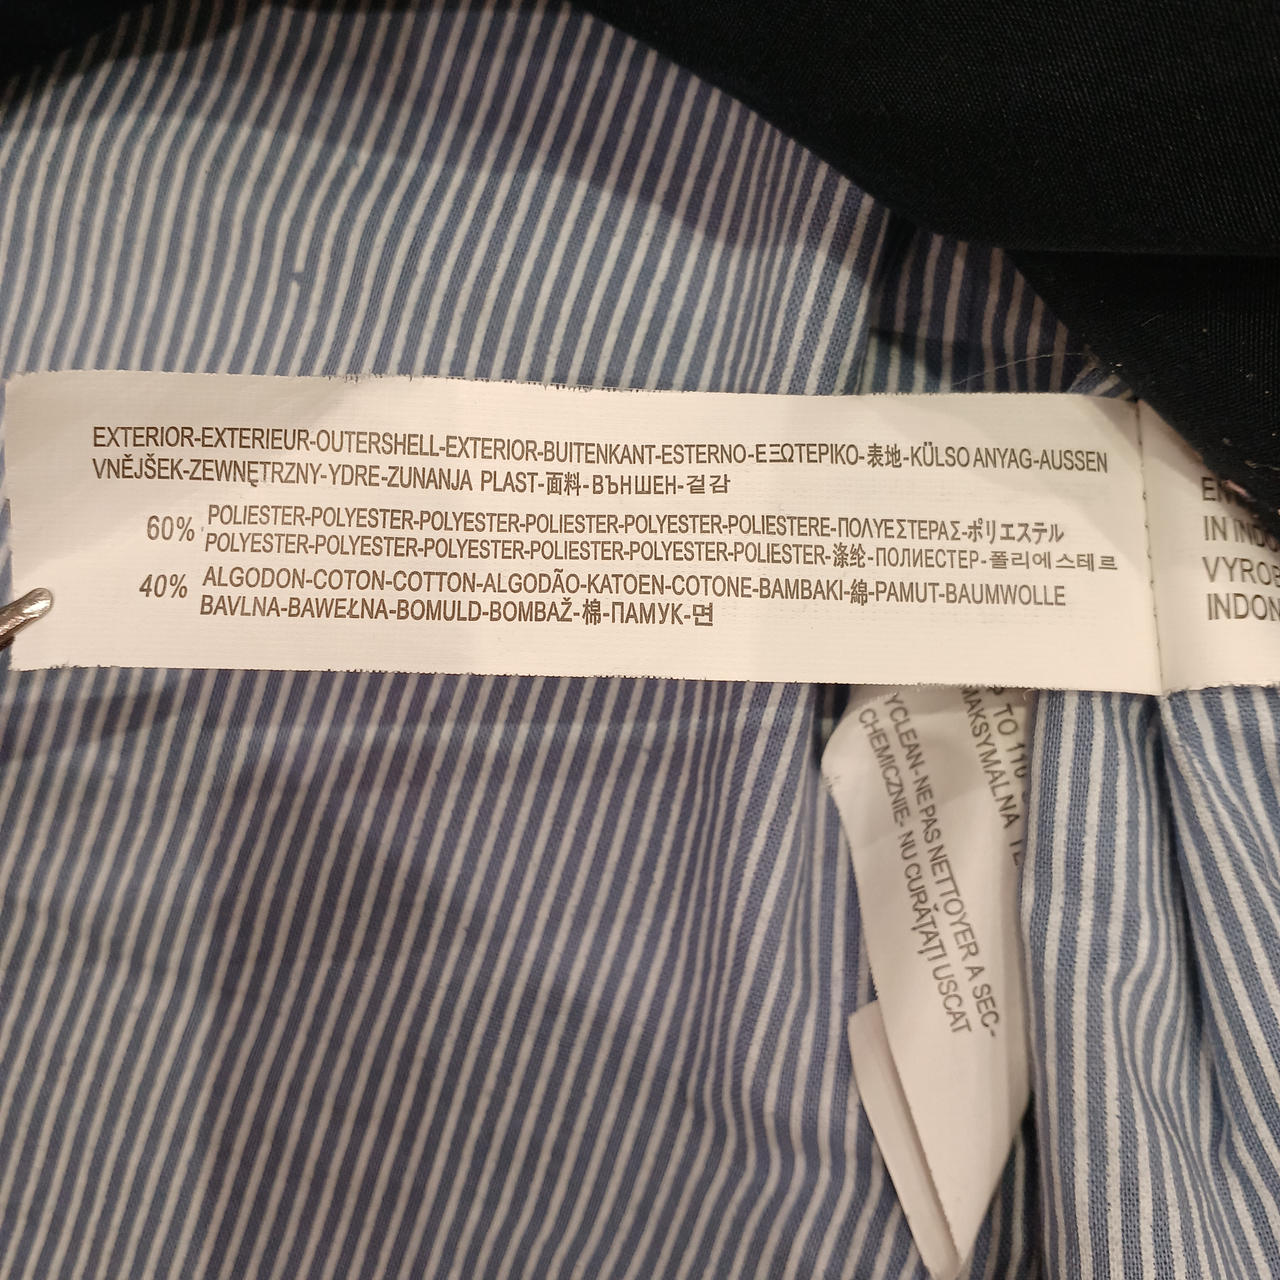 EXTERIOR-EXTERIEUR-OUTERSHELL-EXTERIOR-BUITENKANT-ESTERNO-ΕΞΩΤΕΡΙΚΟ-表地-KÜLSO ANYAG-AUSSEN
VNĚJŠEK-ZEWNĘTRZNY-YDRE-ZUNANJA PLAST-面料-ВЪНШЕН-겉감
60% POLIESTER-POLYESTER-POLYESTER-POLIESTER-POLYESTER-POLIESTERE-ΠΟΛΥΕΣΤΕΡΑΣ-ポリエステル
POLYESTER-POLYESTER-POLYESTER-POLIESTER-POLYESTER-POLIESTER-涤纶-ПОЛИЕСТЕР-폴리에스테르
40% ALGODON-COTON-COTTON-ALGODÃO-KATOEN-COTONE-BAMBAKI-綿-PAMUT-BAUMWOLLE
BAVLNA-BAWEŁNA-BOMULD-BOMBAŽ-棉-ПАМУК-면
IN
VYROB
INDON
TO 110
MAKSYMALNA
YCLEAN-NE PAS NETTOYER A SEC-
CHEMICZNIE- NU CURĂȚAȚI USCAT